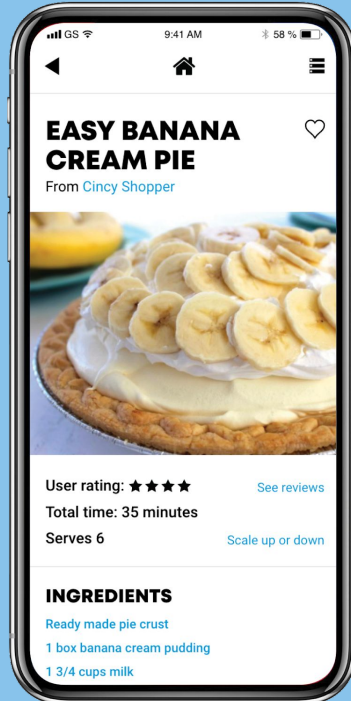 GS 9:41 AM 58 %
EASY BANANA
CREAM PIE
From Cincy Shopper
User rating: ★★★★ See reviews
Total time: 35 minutes
Serves 6 Scale up or down
INGREDIENTS
Ready made pie crust
1 box banana cream pudding
1 3/4 cups milk